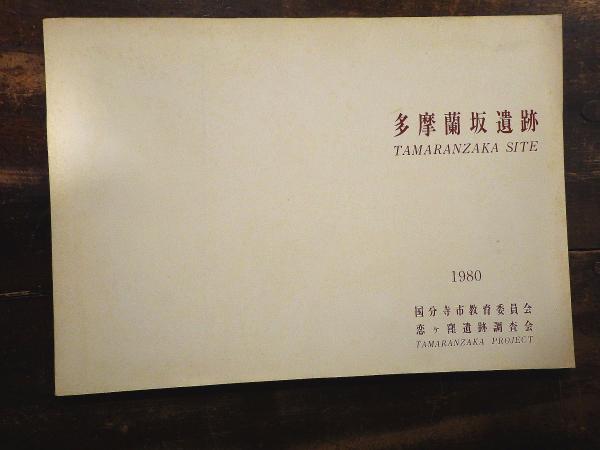 多摩蘭坂遺跡
TAMARANZAKA SITE
1980
国分寺市教育委員会
恋ヶ窪遺跡調査会
TAMARANZAKA PROJECT